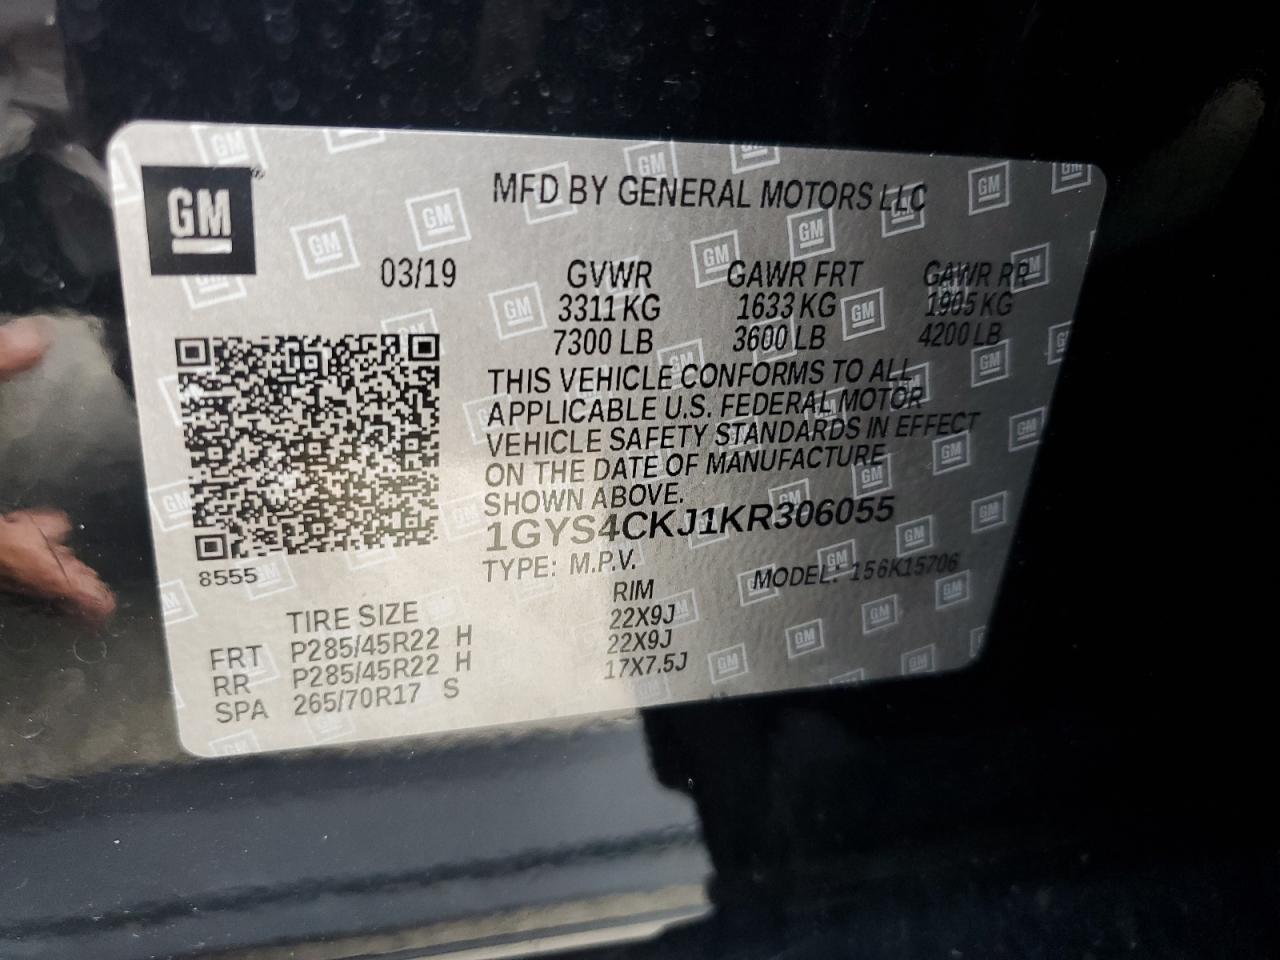 GM
MFD BY GENERAL MOTORS LLC
03/19 GVWR GAWR FRT GAWR RR
3311 KG 1633 KG 1905 KG
7300 LB 3600 LB 4200 LB
THIS VEHICLE CONFORMS TO ALL
APPLICABLE U.S. FEDERAL MOTOR
VEHICLE SAFETY STANDARDS IN EFFECT
ON THE DATE OF MANUFACTURE
SHOWN ABOVE.
1GYS4CKJ1KR306055
TYPE: M.P.V. MODEL: 156K15706
8555
TIRE SIZE RIM
FRT P285/45R22 H 22X9J
RR P285/45R22 H 22X9J
SPA 265/70R17 S 17X7.5J